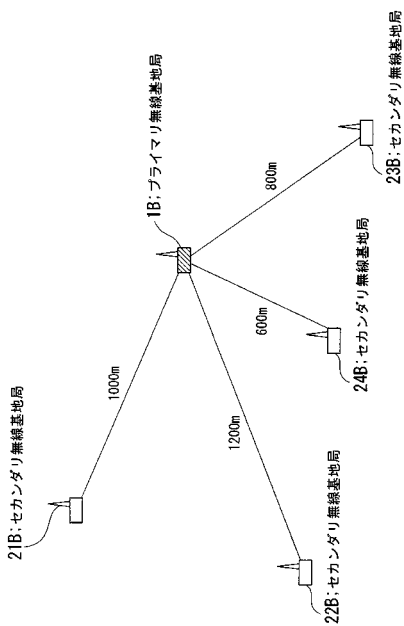 21B;セカンダリ無線基地局
1B;プライマリ無線基地局
1000m
1200m
600m
800m
22B;セカンダリ無線基地局
24B;セカンダリ無線基地局
23B;セカンダリ無線基地局